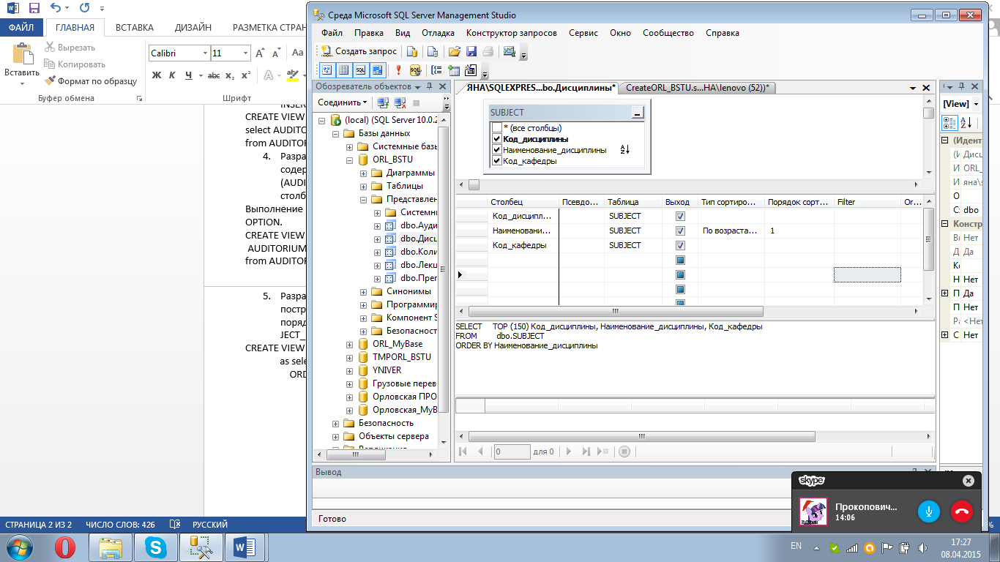 ФАЙЛ
ГЛАВНАЯ
ВСТАВКА
ДИЗАЙН
РАЗМЕТКА СТРАН
Вставить
Вырезать
Копировать
Формат по образцу
Буфер обмена
Calibri
11
Aa
Ж К Ч abc x₂ x²
Шрифт
CREATE VIEW
select AUDITOR
from AUDITOR
4. Разра
содер
(AUDI
столб
Выполнение
OPTION.
CREATE VIEW
AUDITORIUM
from AUDITOR
5. Разра
постр
поряд
JECT_
CREATE VIEW
as sele
ORD
СТРАНИЦА 2 ИЗ 2
ЧИСЛО СЛОВ: 426
РУССКИЙ
Среда Microsoft SQL Server Management Studio
Файл Правка Вид Отладка Конструктор запросов Сервис Окно Сообщество Справка
Создать запрос
Обозреватель объектов
Соединить
(local) (SQL Server 10.0.2
Базы данных
Системные базы
ORL_BSTU
Диаграммы
Таблицы
Представлен
Системны
dbo.Ауди
dbo.Дисц
dbo.Коли
dbo.Лекц
dbo.Преп
Синонимы
Программир
Компонент S
Безопасност
ORL_MyBase
TMPORL_BSTU
YNIVER
Грузовые перев
Орловская ПРО
Орловская_МyB
Безопасность
Объекты сервера
ЯНА\SQLEXPRES...bo.Дисциплины*
CreateORL_BSTU.s...НА\lenovo (52))*
SUBJECT
* (все столбцы)
Код_дисциплины
Наименование_дисциплины
Код_кафедры
Столбец Псевдо... Таблица Выход Тип сортиро... Порядок сорт... Filter Or...
Код_дисципл... SUBJECT
Наименовани... SUBJECT По возраста... 1
Код_кафедры SUBJECT
SELECT TOP (150) Код_дисциплины, Наименование_дисциплины, Код_кафедры
FROM dbo.SUBJECT
ORDER BY Наименование_дисциплины
0
для 0
[View]
(Идент
(И Дисц
И ORL_
И яна\s
О
С dbo
Констр
Нет
Д Да
Н Нет
П Да
П Нет
<Нет
С Нет
Вывод
Готово
skype
Прокопович...
14:06
EN
17:27
08.04.2015